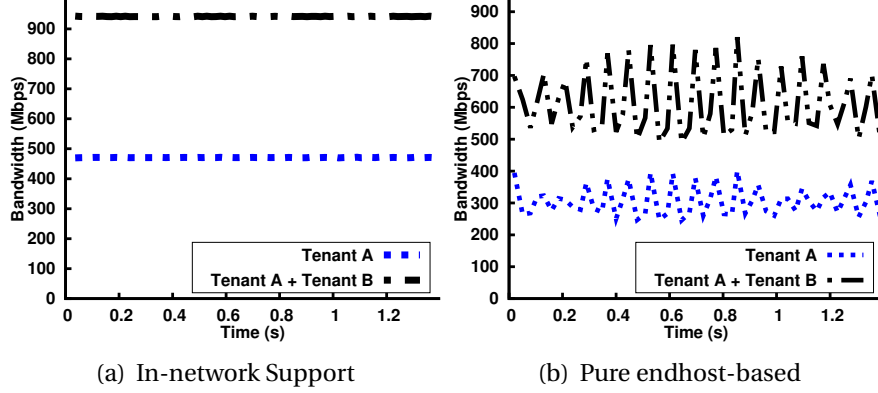 900
800
700
600
500
400
300
200
100
0
Bandwidth (Mbps)
0 0.2 0.4 0.6 0.8 1 1.2
Time (s)
Tenant A
Tenant A + Tenant B
(a) In-network Support
900
800
700
600
500
400
300
200
100
0
Bandwidth (Mbps)
0 0.2 0.4 0.6 0.8 1 1.2
Time (s)
Tenant A
Tenant A + Tenant B
(b) Pure endhost-based